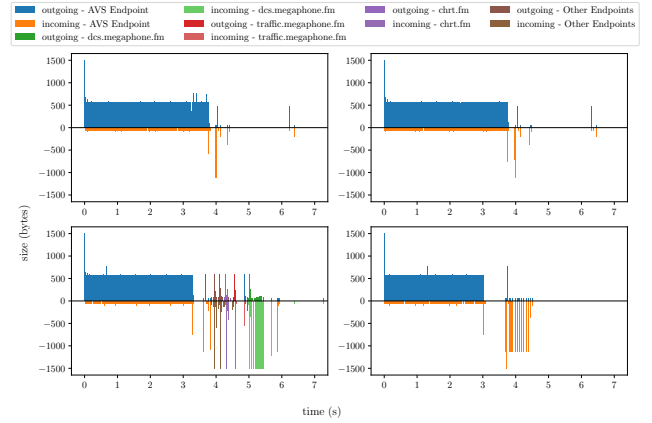 outgoing - AVS Endpoint
incoming - AVS Endpoint
outgoing - dcs.megaphone.fm
incoming - dcs.megaphone.fm
outgoing - traffic.megaphone.fm
incoming - traffic.megaphone.fm
outgoing - chrt.fm
incoming - chrt.fm
outgoing - Other Endpoints
incoming - Other Endpoints
size (bytes)
1500
1000
500
0
−500
−1000
−1500
0 1 2 3 4 5 6 7
1500
1000
500
0
−500
−1000
−1500
0 1 2 3 4 5 6 7
1500
1000
500
0
−500
−1000
−1500
0 1 2 3 4 5 6 7
1500
1000
500
0
−500
−1000
−1500
0 1 2 3 4 5 6 7
time (s)